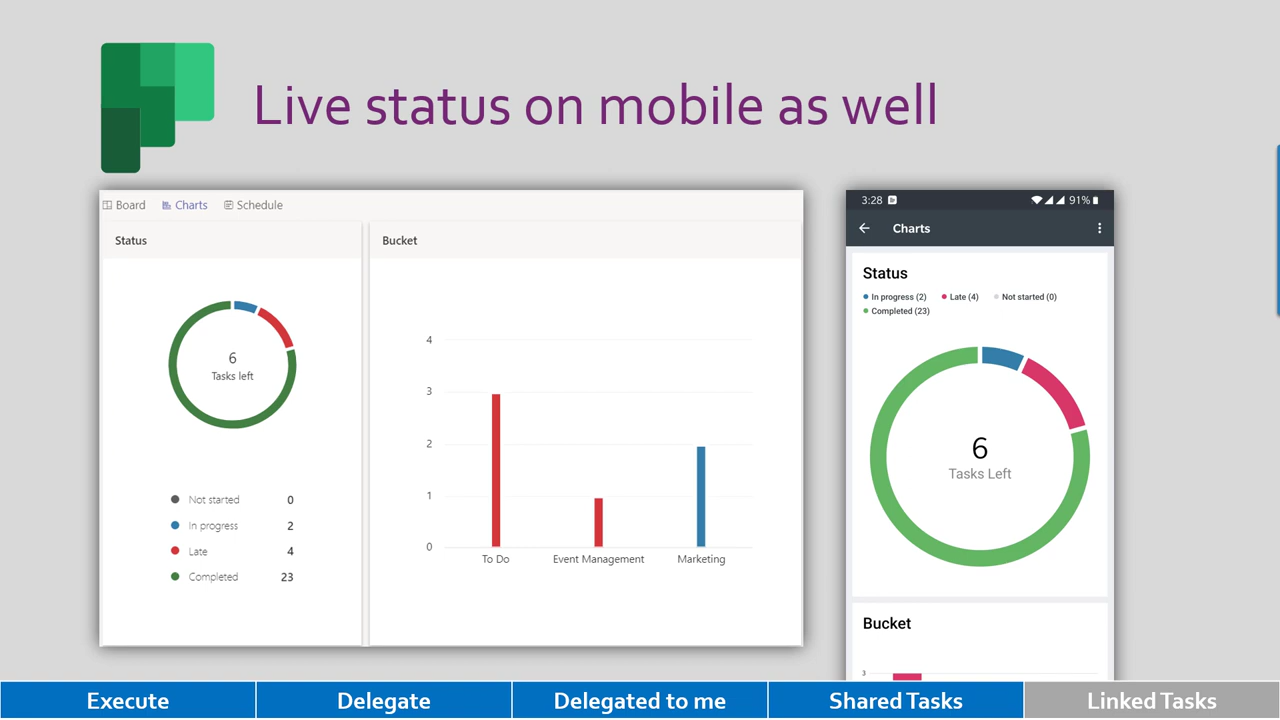 Live status on mobile as well
Board Charts Schedule
Status
6
Tasks left
Not started 0
In progress 2
Late 4
Completed 23
Bucket
4
3
2
1
0
To Do Event Management Marketing
3:28 91%
Charts
Status
In progress (2) Late (4) Not started (0)
Completed (23)
6
Tasks Left
Bucket
3
Execute Delegate Delegated to me Shared Tasks Linked Tasks